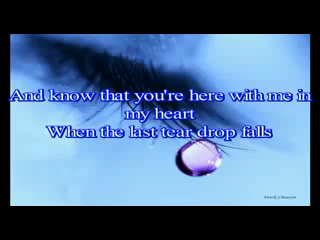 And know that you're here with me in
my heart
When the last tear drop falls